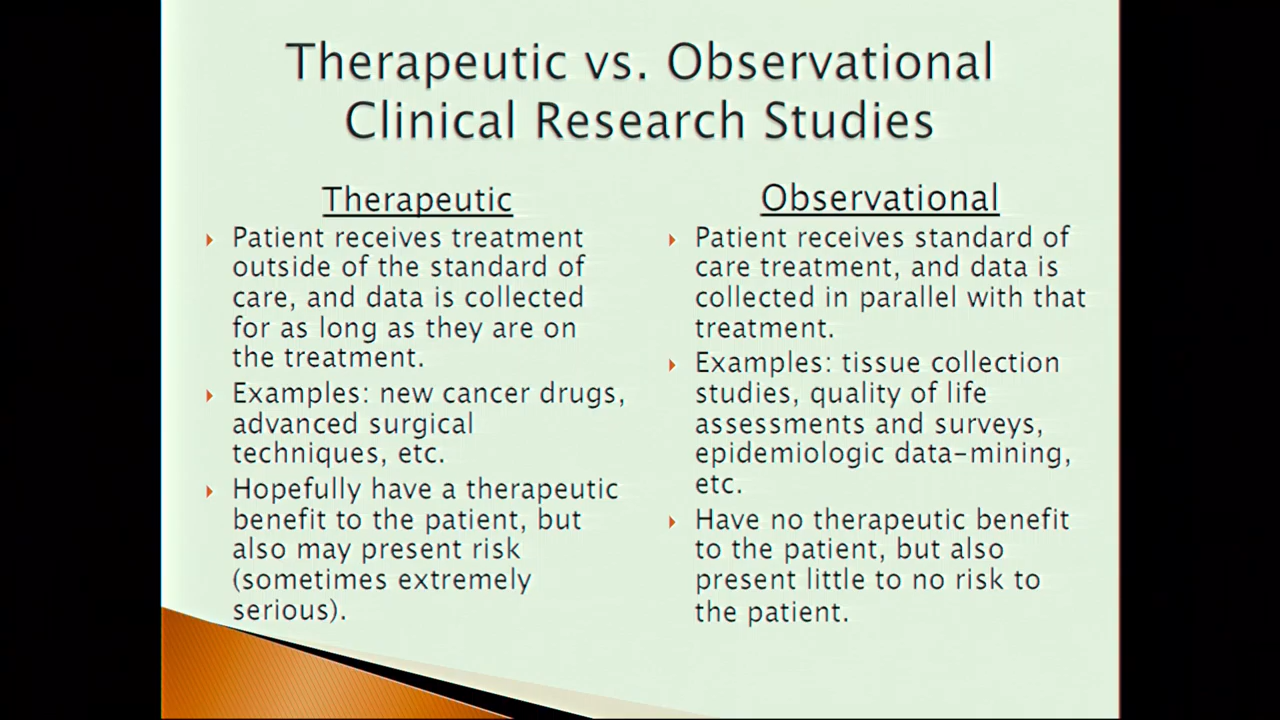 Therapeutic vs. Observational
Clinical Research Studies
Therapeutic
Patient receives treatment
outside of the standard of
care, and data is collected
for as long as they are on
the treatment.
Examples: new cancer drugs,
advanced surgical
techniques, etc.
Hopefully have a therapeutic
benefit to the patient, but
also may present risk
(sometimes extremely
serious).
Observational
Patient receives standard of
care treatment, and data is
collected in parallel with that
treatment.
Examples: tissue collection
studies, quality of life
assessments and surveys,
epidemiologic data-mining,
etc.
Have no therapeutic benefit
to the patient, but also
present little to no risk to
the patient.